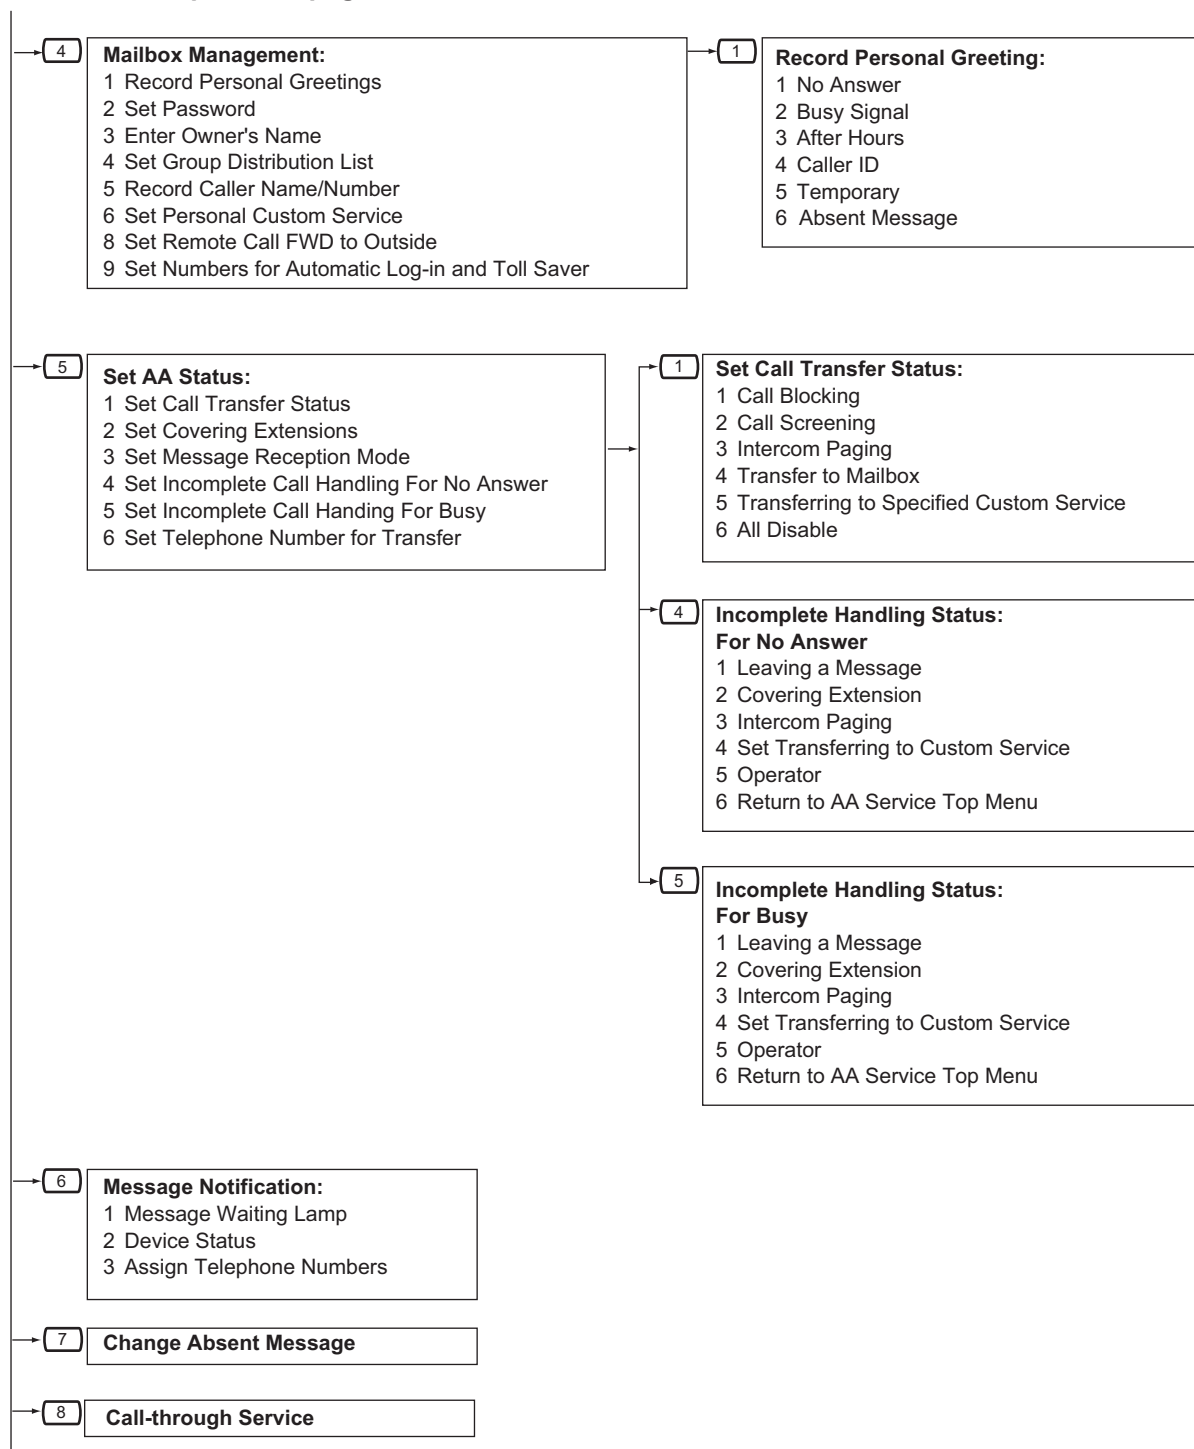 4
Mailbox Management:
1 Record Personal Greetings
2 Set Password
3 Enter Owner's Name
4 Set Group Distribution List
5 Record Caller Name/Number
6 Set Personal Custom Service
8 Set Remote Call FWD to Outside
9 Set Numbers for Automatic Log-in and Toll Saver
1
Record Personal Greeting:
1 No Answer
2 Busy Signal
3 After Hours
4 Caller ID
5 Temporary
6 Absent Message
5
Set AA Status:
1 Set Call Transfer Status
2 Set Covering Extensions
3 Set Message Reception Mode
4 Set Incomplete Call Handling For No Answer
5 Set Incomplete Call Handing For Busy
6 Set Telephone Number for Transfer
1
Set Call Transfer Status:
1 Call Blocking
2 Call Screening
3 Intercom Paging
4 Transfer to Mailbox
5 Transferring to Specified Custom Service
6 All Disable
4
Incomplete Handling Status:
For No Answer
1 Leaving a Message
2 Covering Extension
3 Intercom Paging
4 Set Transferring to Custom Service
5 Operator
6 Return to AA Service Top Menu
5
Incomplete Handling Status:
For Busy
1 Leaving a Message
2 Covering Extension
3 Intercom Paging
4 Set Transferring to Custom Service
5 Operator
6 Return to AA Service Top Menu
6
Message Notification:
1 Message Waiting Lamp
2 Device Status
3 Assign Telephone Numbers
7
Change Absent Message
8
Call-through Service